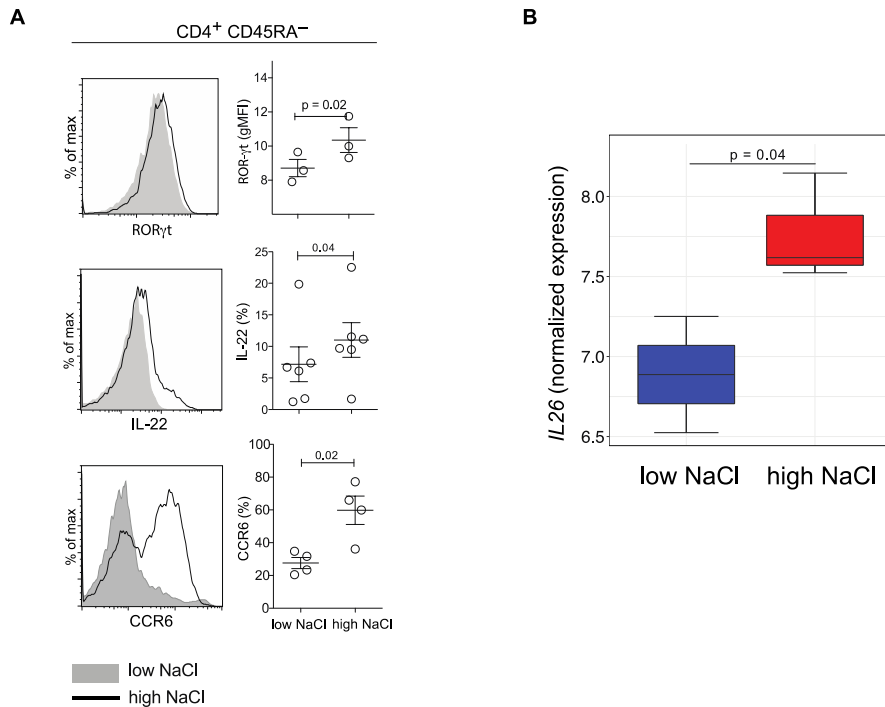 A
B
CD4+ CD45RA−
% of max
RORγt
ROR-γt (gMFI)
14
12
10
8
p = 0.02
% of max
IL-22
IL-22 (%)
25
20
15
10
5
0
0.04
% of max
CCR6
CCR6 (%)
100
80
60
40
20
0
0.02
low NaCl high NaCl
low NaCl
high NaCl
IL26 (normalized expression)
8.0
7.5
7.0
6.5
p = 0.04
low NaCl high NaCl